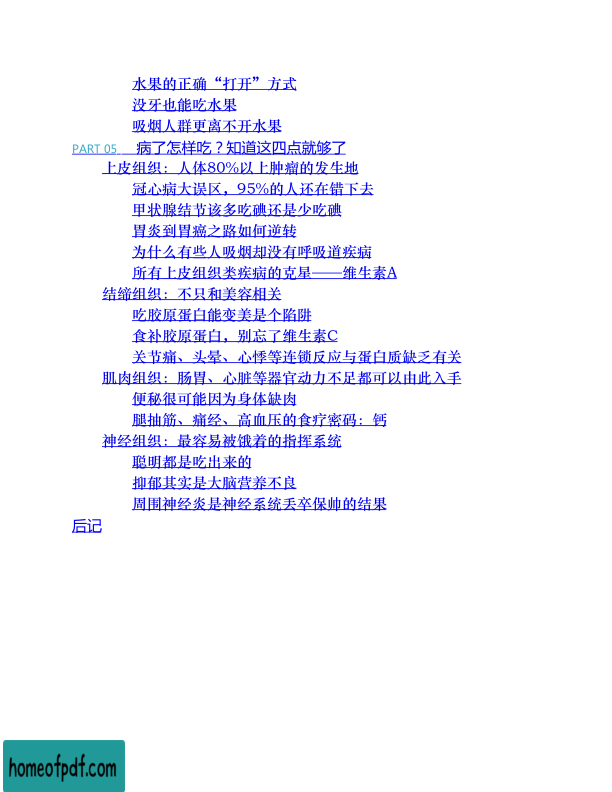 水果的正确“打开”方式
没牙也能吃水果
吸烟人群更离不开水果
PART 05 病了怎样吃？知道这四点就够了
上皮组织：人体80%以上肿瘤的发生地
冠心病大误区，95%的人还在错下去
甲状腺结节该多吃碘还是少吃碘
胃炎到胃癌之路如何逆转
为什么有些人吸烟却没有呼吸道疾病
所有上皮组织类疾病的克星——维生素A
结缔组织：不只和美容相关
吃胶原蛋白能变美是个陷阱
食补胶原蛋白，别忘了维生素C
关节痛、头晕、心悸等连锁反应与蛋白质缺乏有关
肌肉组织：肠胃、心脏等器官动力不足都可以由此入手
便秘很可能因为身体缺肉
腿抽筋、痛经、高血压的食疗密码：钙
神经组织：最容易被饿着的指挥系统
聪明都是吃出来的
抑郁其实是大脑营养不良
周围神经炎是神经系统丢卒保帅的结果
后记
homeofpdf.com